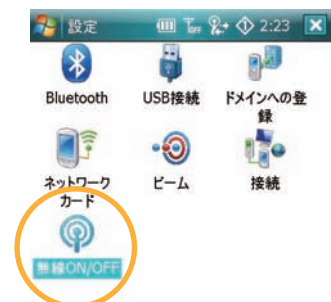 設定 2:23
Bluetooth USB接続 ドメインへの登
録
ネットワーク ビーム 接続
カード
無線ON/OFF